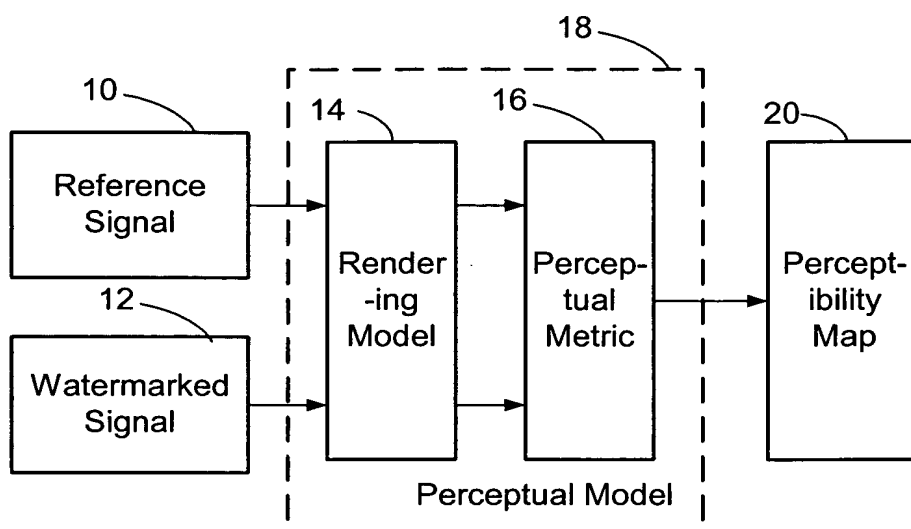 18
10
14
16
20
Reference
Signal
Render
-ing
Model
Percep-
tual
Metric
Percept-
ibility
Map
12
Watermarked
Signal
Perceptual Model